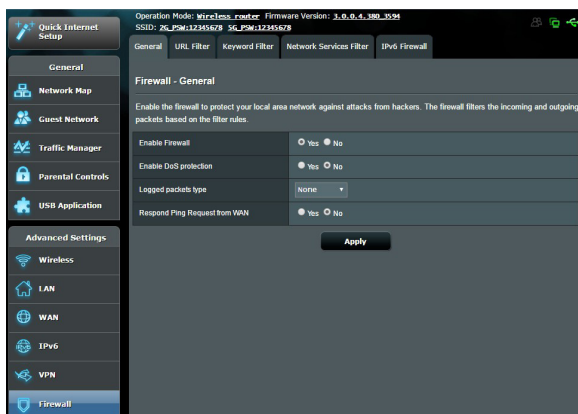 Quick Internet
Setup
General
Network Map
Guest Network
Traffic Manager
Parental Controls
USB Application
Advanced Settings
Wireless
LAN
WAN
IPv6
VPN
Firewall
Operation Mode: Wireless router Firmware Version: 3.0.0.4.380_3594
SSID: 2G_PSW:12345678 5G_PSW:12345678
General URL Filter Keyword Filter Network Services Filter IPv6 Firewall
Firewall - General
Enable the firewall to protect your local area network against attacks from hackers. The firewall filters the incoming and outgoing
packets based on the filter rules.
Enable Firewall Yes No
Enable DoS protection Yes No
Logged packets type None
Respond Ping Request from WAN Yes No
Apply